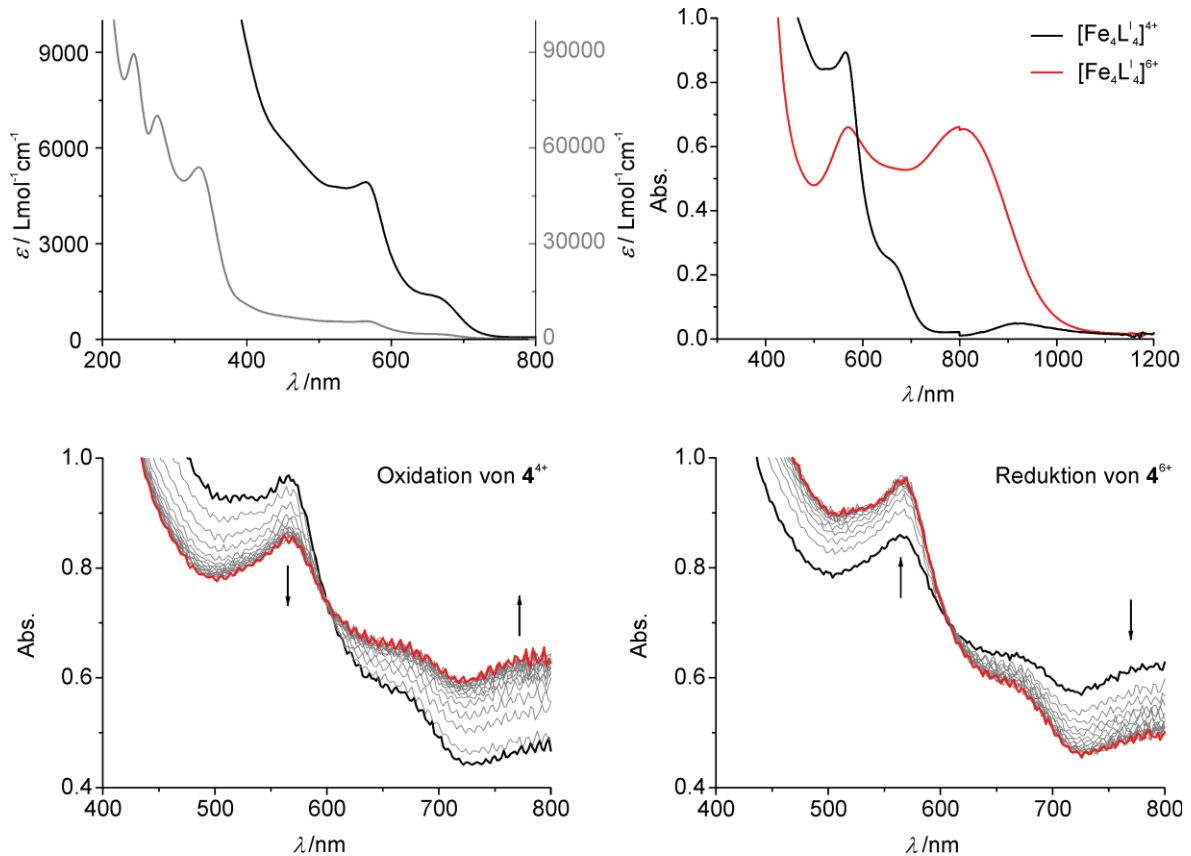 9000
6000
3000
0
ε / Lmol⁻¹cm⁻¹
90000
60000
30000
0
ε / Lmol⁻¹cm⁻¹
200 400 600 800
λ /nm
[Fe₄Lᴵ₄]⁴⁺
[Fe₄Lᴵ₄]⁶⁺
1.0
0.8
0.6
0.4
0.2
0.0
Abs.
400 600 800 1000 1200
λ /nm
Oxidation von 4⁴⁺
1.0
0.8
0.6
0.4
Abs.
400 500 600 700 800
λ /nm
Reduktion von 4⁶⁺
1.0
0.8
0.6
0.4
Abs.
400 500 600 700 800
λ /nm